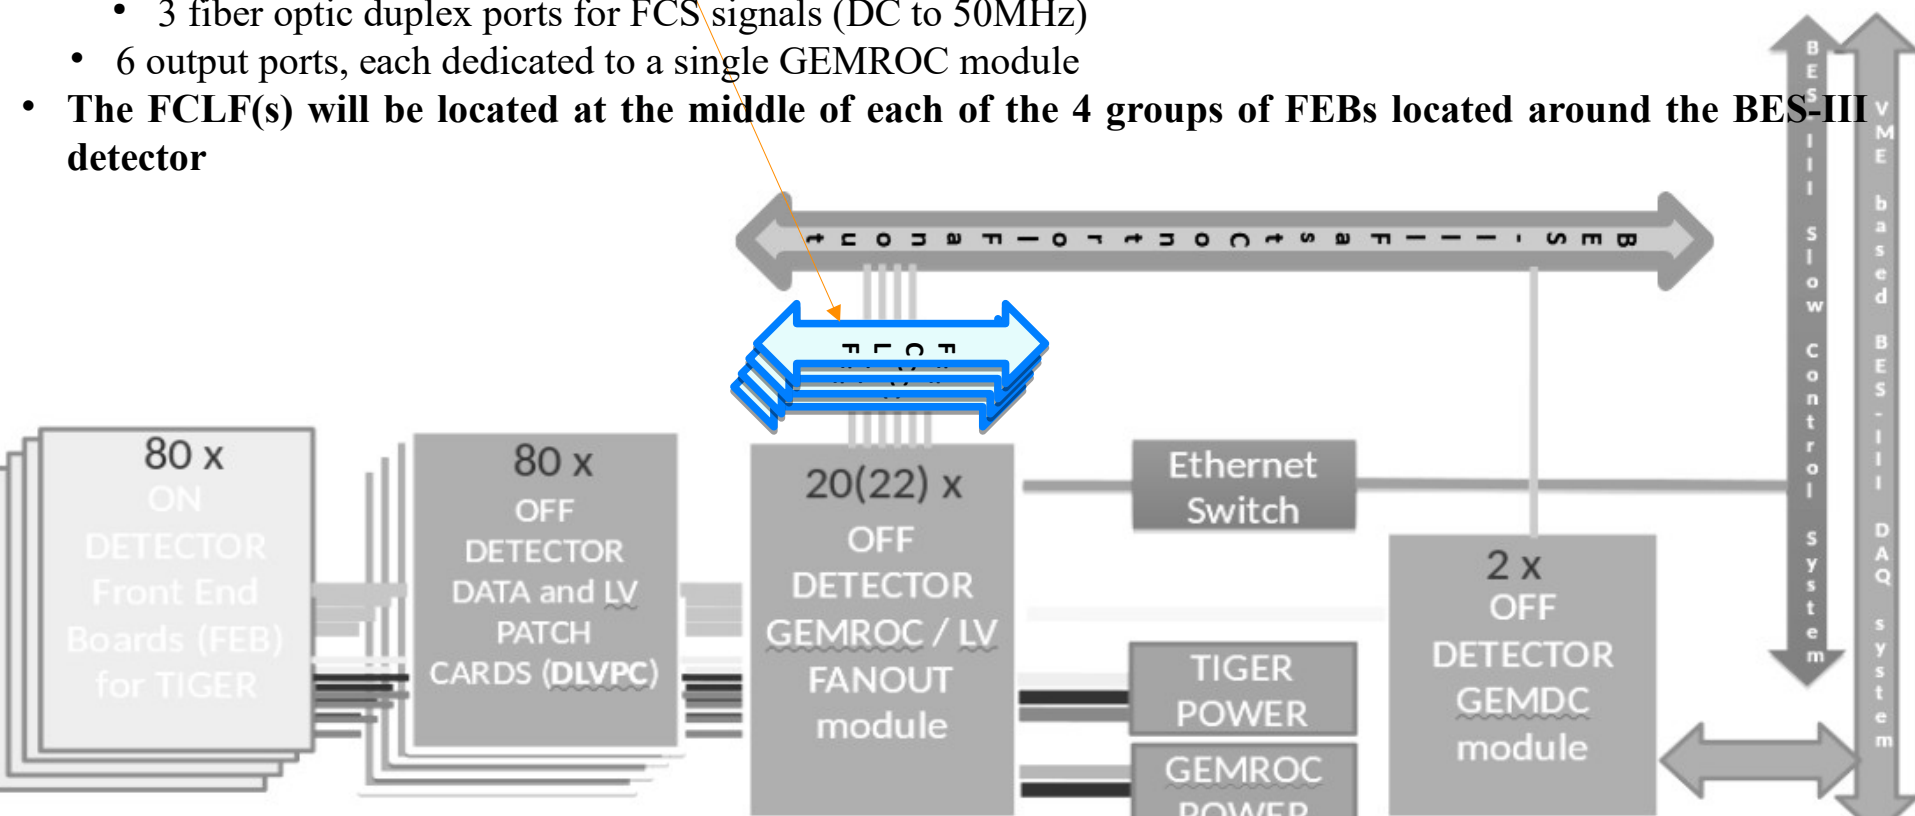 • 3 fiber optic duplex ports for FCS signals (DC to 50MHz)
• 6 output ports, each dedicated to a single GEMROC module
• The FCLF(s) will be located at the middle of each of the 4 groups of FEBs located around the BES-III
detector
BES-III Fast Control Fanout
FCLF
80 x
ON
DETECTOR
Front End
Boards (FEB)
for TIGER
80 x
OFF
DETECTOR
DATA and LV
PATCH
CARDS (DLVPC)
20(22) x
OFF
DETECTOR
GEMROC / LV
FANOUT
module
Ethernet
Switch
TIGER
POWER
GEMROC
POWER
2 x
OFF
DETECTOR
GEMDC
module
BES-III Slow Control system
VME based BES-III DAQ system